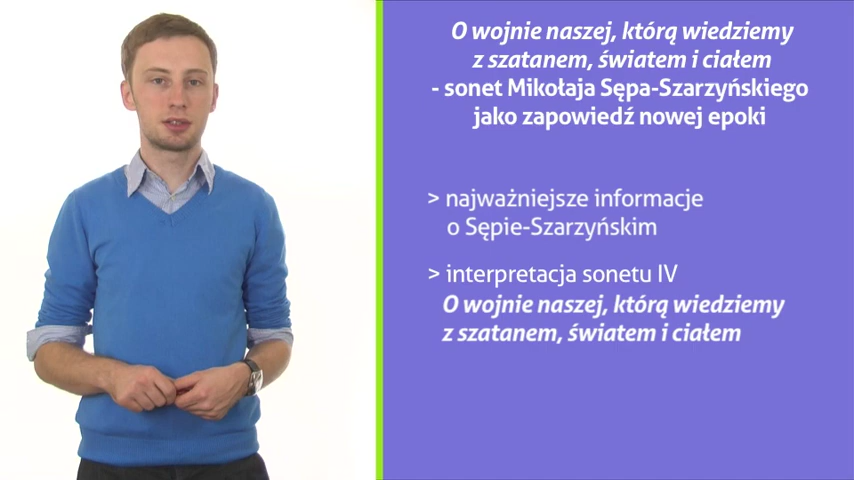 O wojnie naszej, którą wiedziemy
z szatanem, światem i ciałem
- sonet Mikołaja Sępa-Szarzyńskiego
jako zapowiedź nowej epoki
> najważniejsze informacje
o Sępie-Szarzyńskim
> interpretacja sonetu IV
O wojnie naszej, którą wiedziemy
z szatanem, światem i ciałem